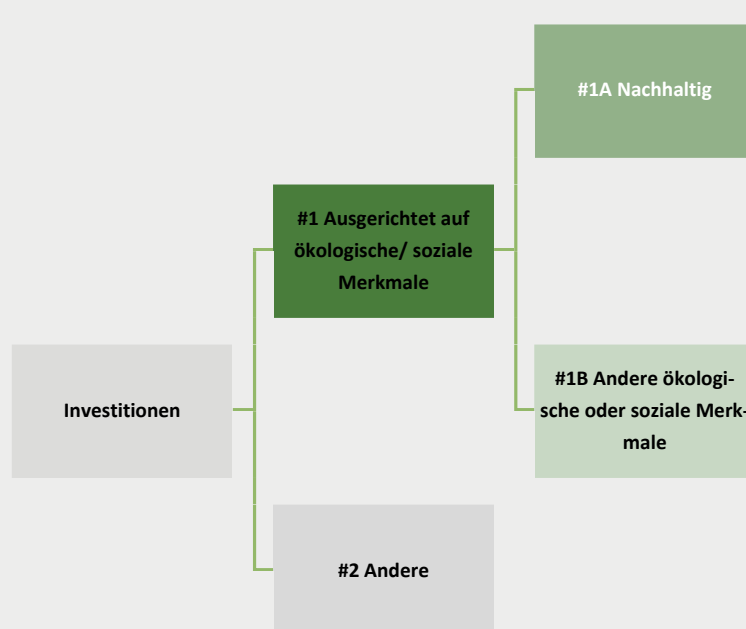 #1A Nachhaltig
#1 Ausgerichtet auf
ökologische/ soziale
Merkmale
#1B Andere ökologi-
sche oder soziale Merk-
male
Investitionen
#2 Andere